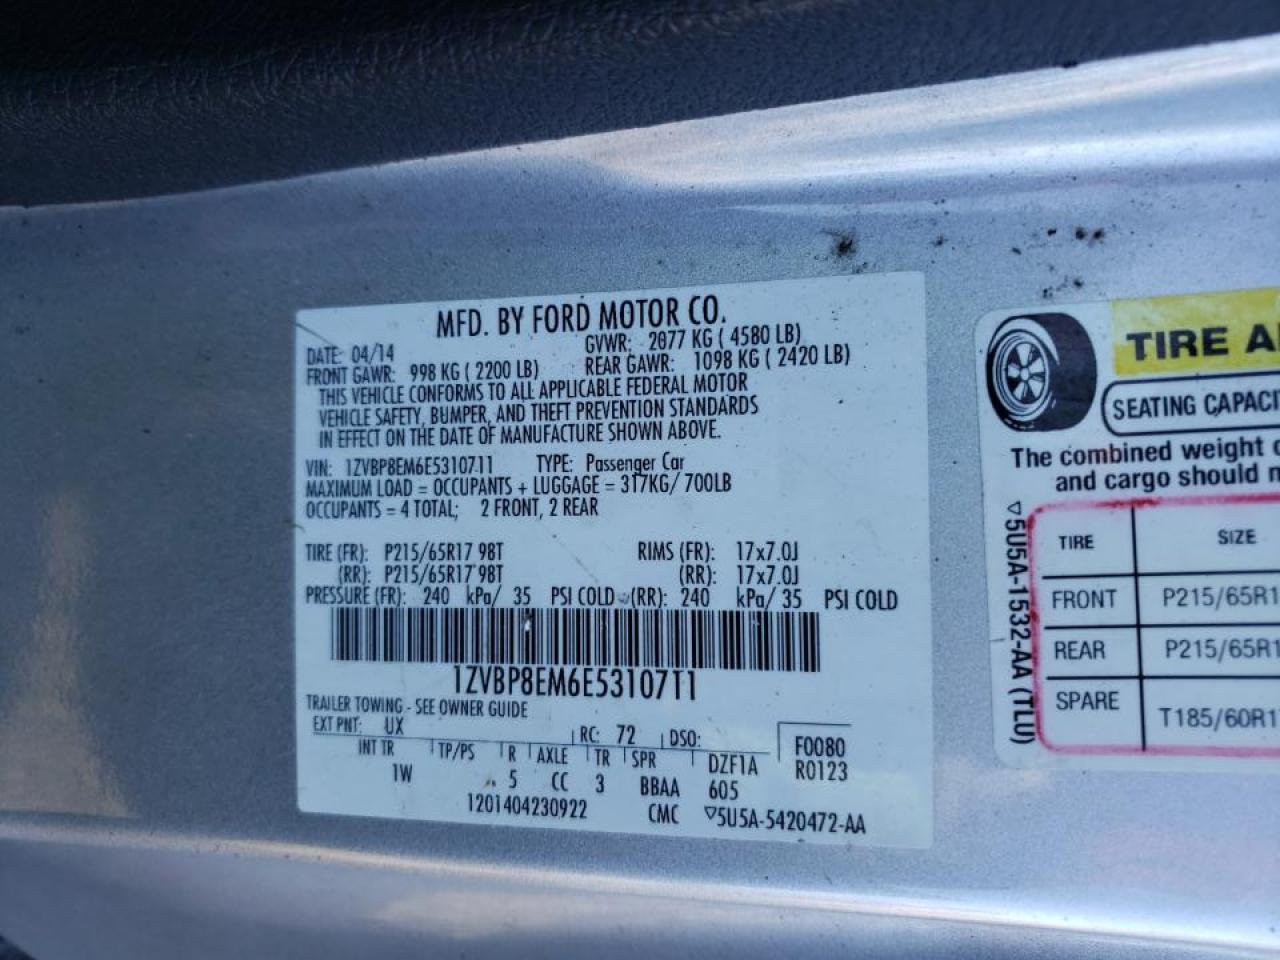 MFD. BY FORD MOTOR CO.
DATE: 04/14 GVWR: 2077 KG ( 4580 LB)
FRONT GAWR: 998 KG ( 2200 LB) REAR GAWR: 1098 KG ( 2420 LB)
THIS VEHICLE CONFORMS TO ALL APPLICABLE FEDERAL MOTOR
VEHICLE SAFETY, BUMPER, AND THEFT PREVENTION STANDARDS
IN EFFECT ON THE DATE OF MANUFACTURE SHOWN ABOVE.
VIN: 1ZVBP8EM6E5310711 TYPE: Passenger Car
MAXIMUM LOAD = OCCUPANTS + LUGGAGE = 317KG/ 700LB
OCCUPANTS = 4 TOTAL; 2 FRONT, 2 REAR
TIRE (FR): P215/65R17 98T RIMS (FR): 17x7.0J
(RR): P215/65R17 98T (RR): 17x7.0J
PRESSURE (FR): 240 kPa/ 35 PSI COLD (RR): 240 kPa/ 35 PSI COLD
1ZVBP8EM6E5310711
TRAILER TOWING - SEE OWNER GUIDE
EXT PNT: UX RC: 72 DSO: F0080
INT TR TP/PS R AXLE TR SPR DZF1A R0123
1W 5 CC 3 BBAA 605
1201404230922 CMC ▽5U5A-5420472-AA
TIRE A
SEATING CAPACI
The combined weight
and cargo should
▽5U5A-1532-AA (TLU)
TIRE SIZE
FRONT P215/65R1
REAR P215/65R1
SPARE T185/60R1